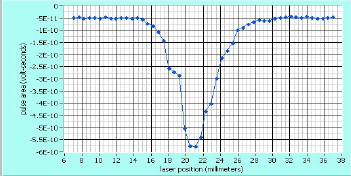 0
-5E-11
-1E-10
-1.5E-10
-2E-10
-2.5E-10
-3E-10
-3.5E-10
-4E-10
-4.5E-10
-5E-10
-5.5E-10
-6E-10
pulse area (volt-seconds)
6 8 10 12 14 16 18 20 22 24 26 28 30 32 34 36 38
laser position (millimeters)